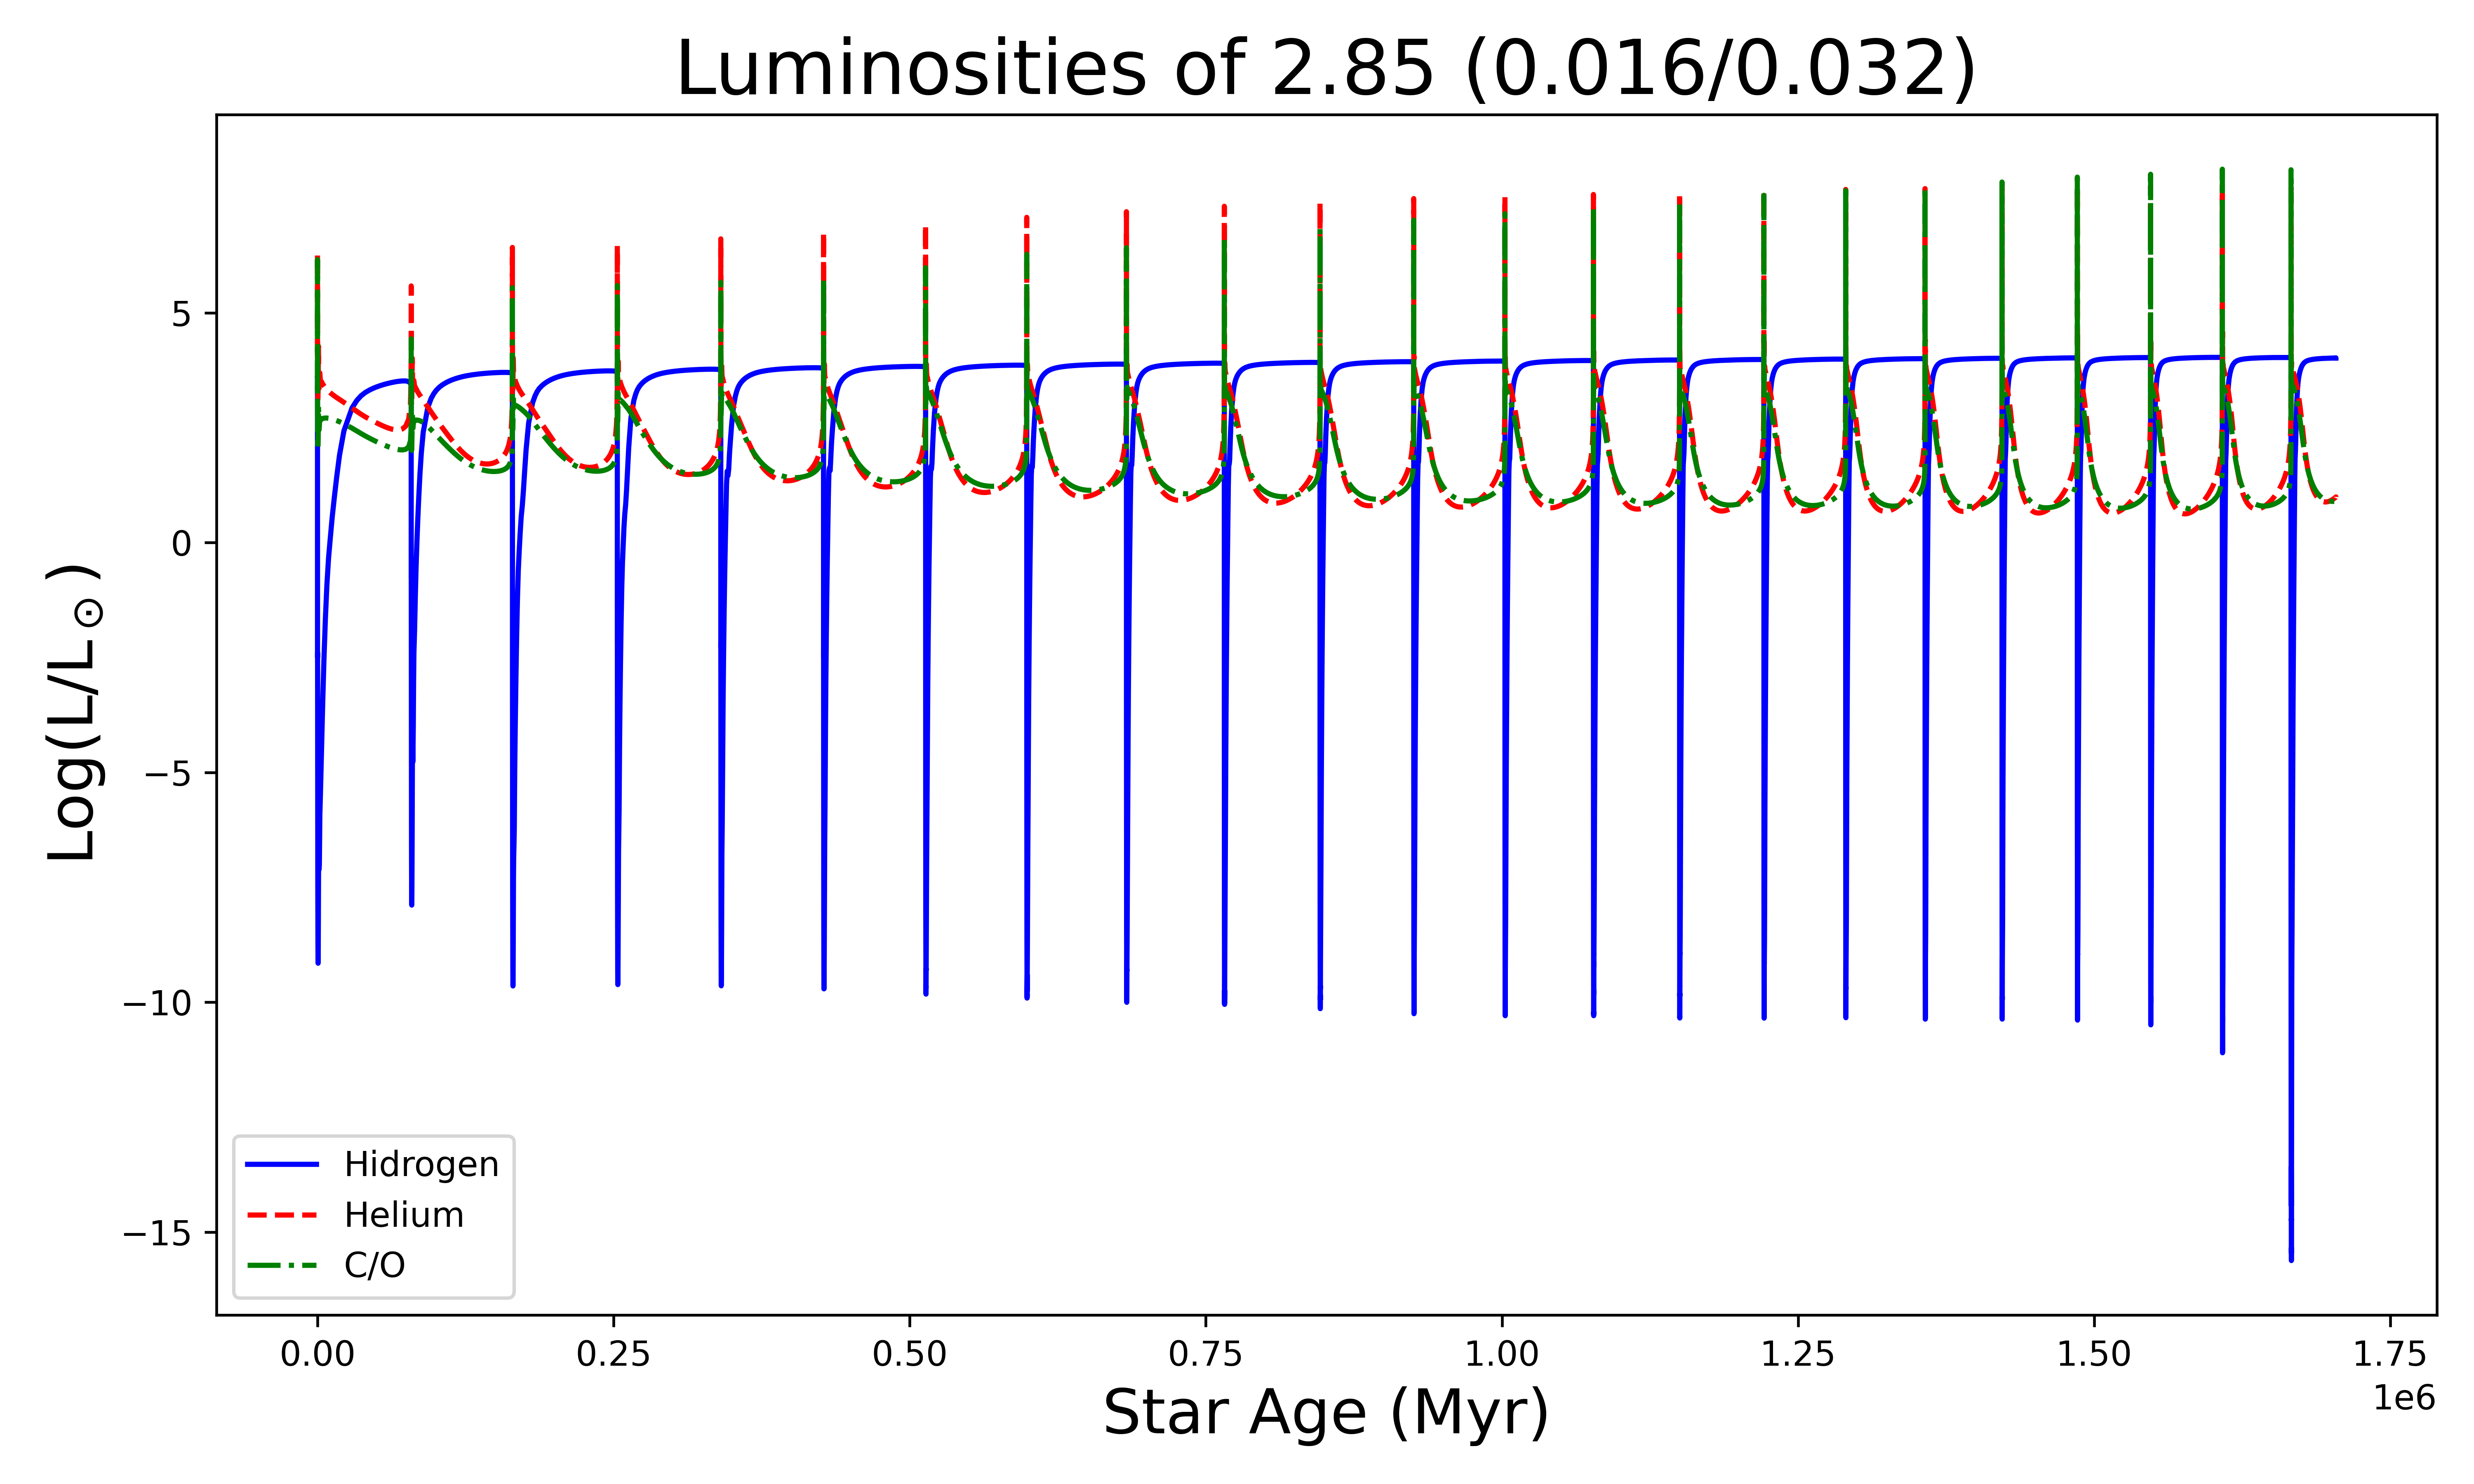 Luminosities of 2.85 (0.016/0.032)
Log(L/L⊙)
5
0
−5
−10
−15
Hidrogen
Helium
C/O
0.00 0.25 0.50 0.75 1.00 1.25 1.50 1.75
1e6
Star Age (Myr)